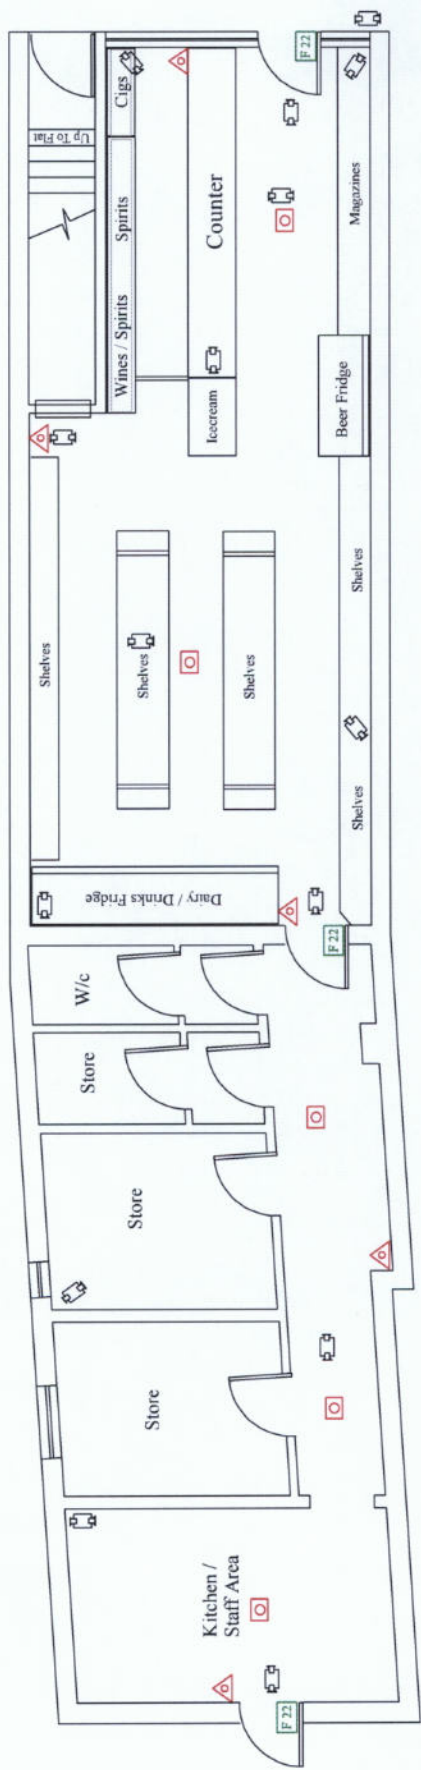 F 22
Cigs
Up To Flat
Spirits
Counter
Magazines
Wines / Spirits
Icecream
Beer Fridge
Shelves
Shelves
Shelves
Shelves
Shelves
Dairy / Drinks Fridge
F 22
W/c
Store
Store
Store
Kitchen /
Staff Area
F 22